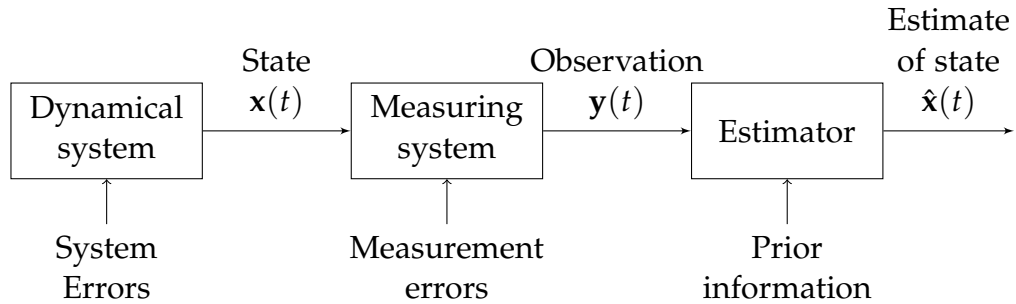 Dynamical
system
State
x(t)
Measuring
system
Observation
y(t)
Estimator
Estimate
of state
x̂(t)
System
Errors
Measurement
errors
Prior
information